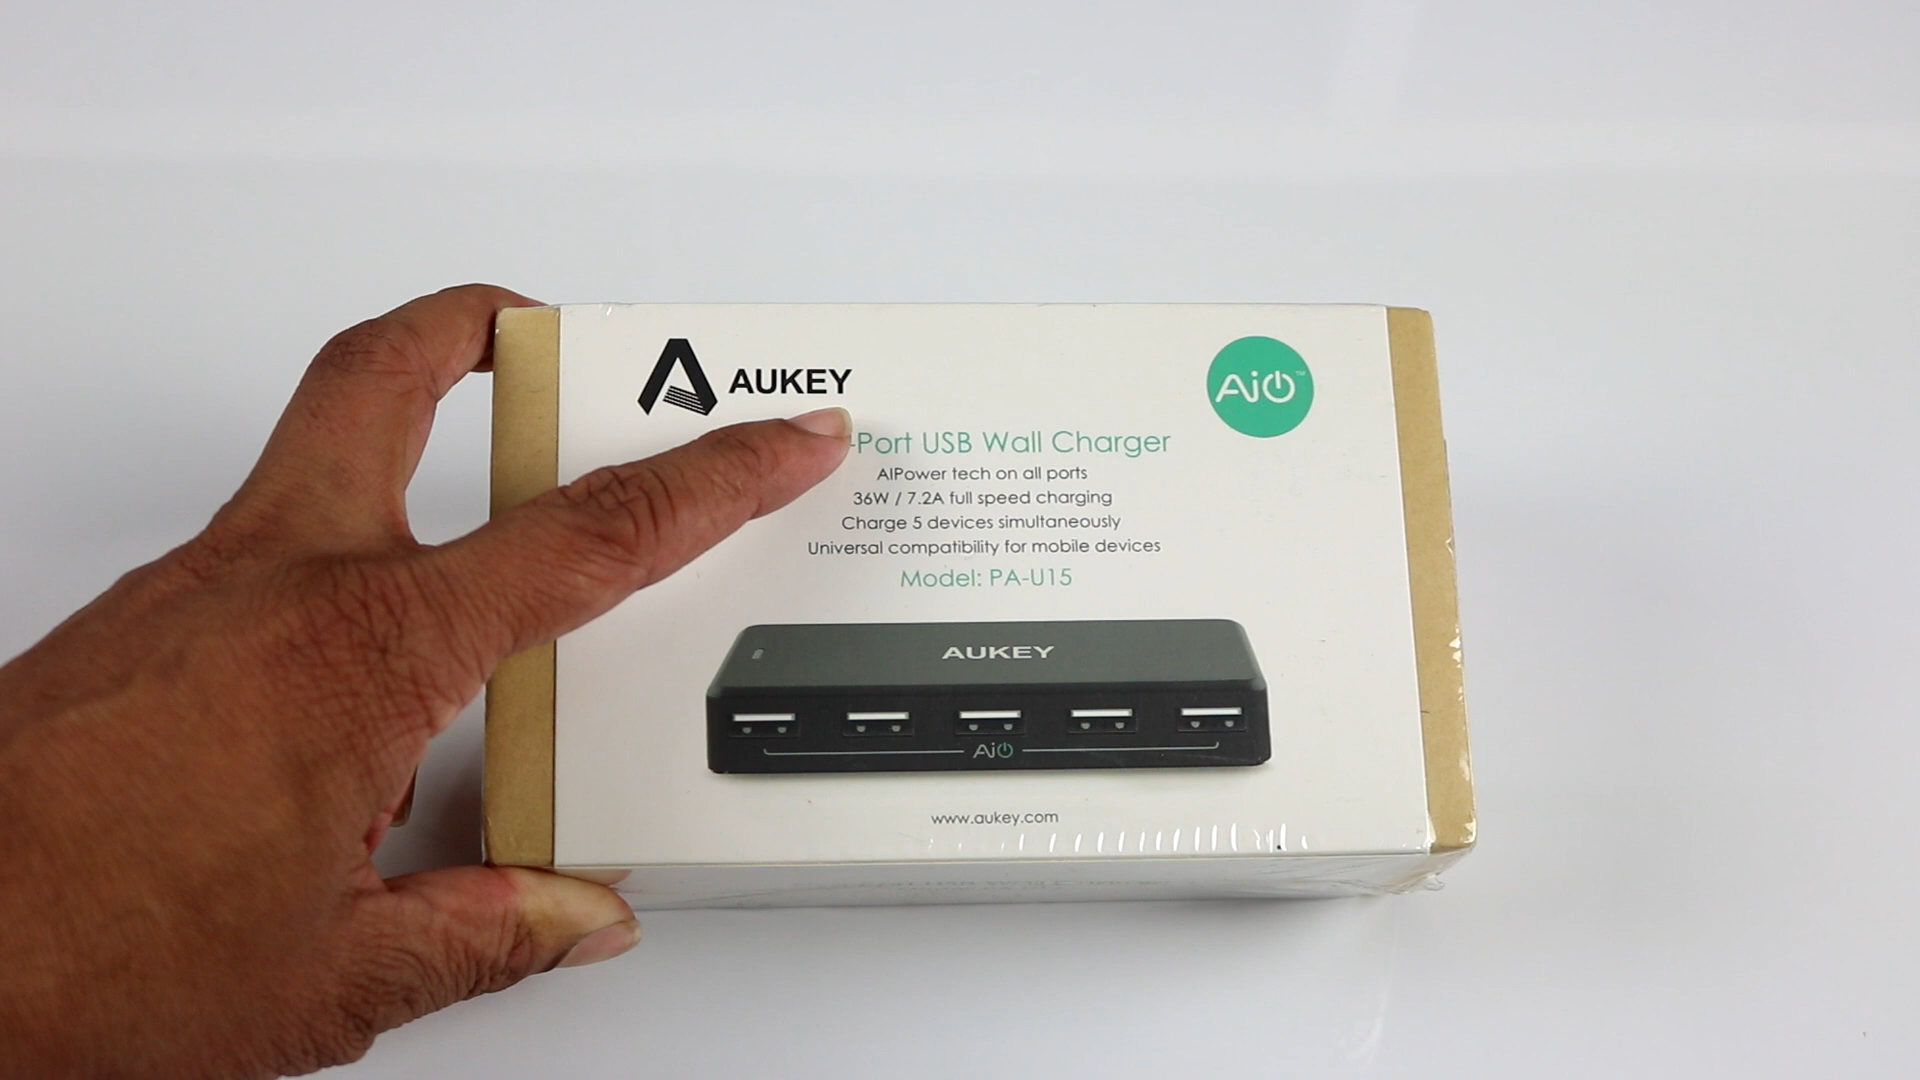 AUKEY
AiO™
-Port USB Wall Charger
AIPower tech on all ports
36W / 7.2A full speed charging
Charge 5 devices simultaneously
Universal compatibility for mobile devices
Model: PA-U15
AUKEY
AiO
www.aukey.com